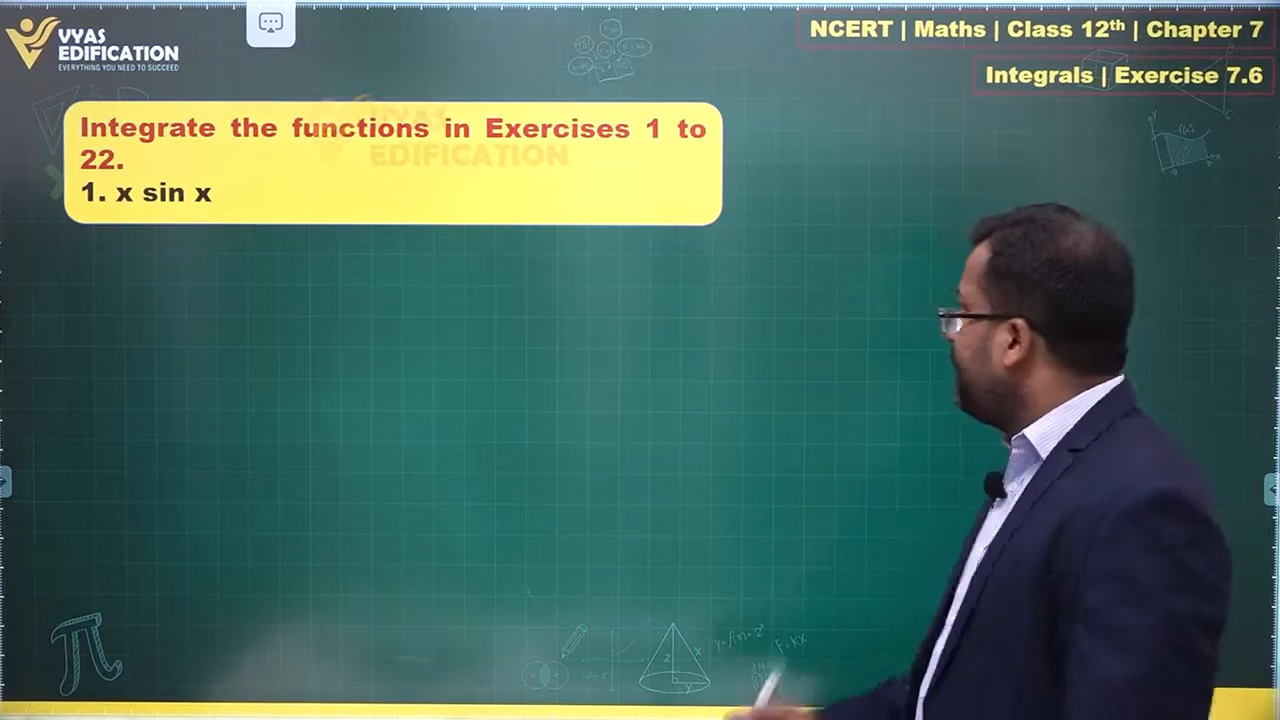 VYAS
EDIFICATION
EVERYTHING YOU NEED TO SUCCEED
NCERT | Maths | Class 12th | Chapter 7
Integrals | Exercise 7.6
Integrate the functions in Exercises 1 to
22.
1. x sin x
EDIFICATION
π